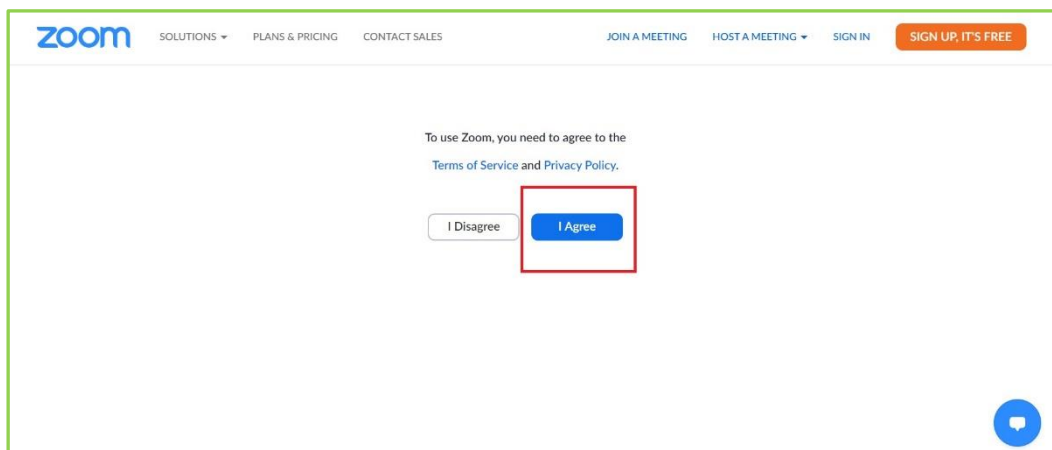 zoom SOLUTIONS PLANS & PRICING CONTACT SALES JOIN A MEETING HOST A MEETING SIGN IN SIGN UP, IT'S FREE
To use Zoom, you need to agree to the
Terms of Service and Privacy Policy.
I Disagree I Agree